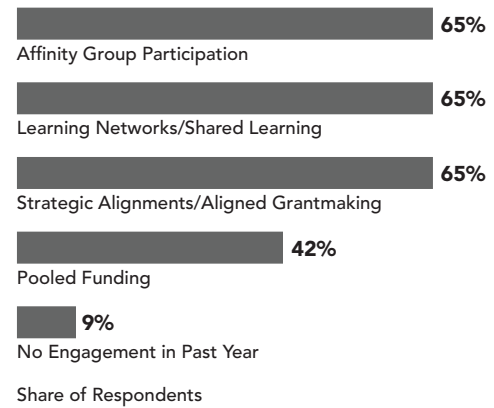 65%
Affinity Group Participation
65%
Learning Networks/Shared Learning
65%
Strategic Alignments/Aligned Grantmaking
42%
Pooled Funding
9%
No Engagement in Past Year
Share of Respondents